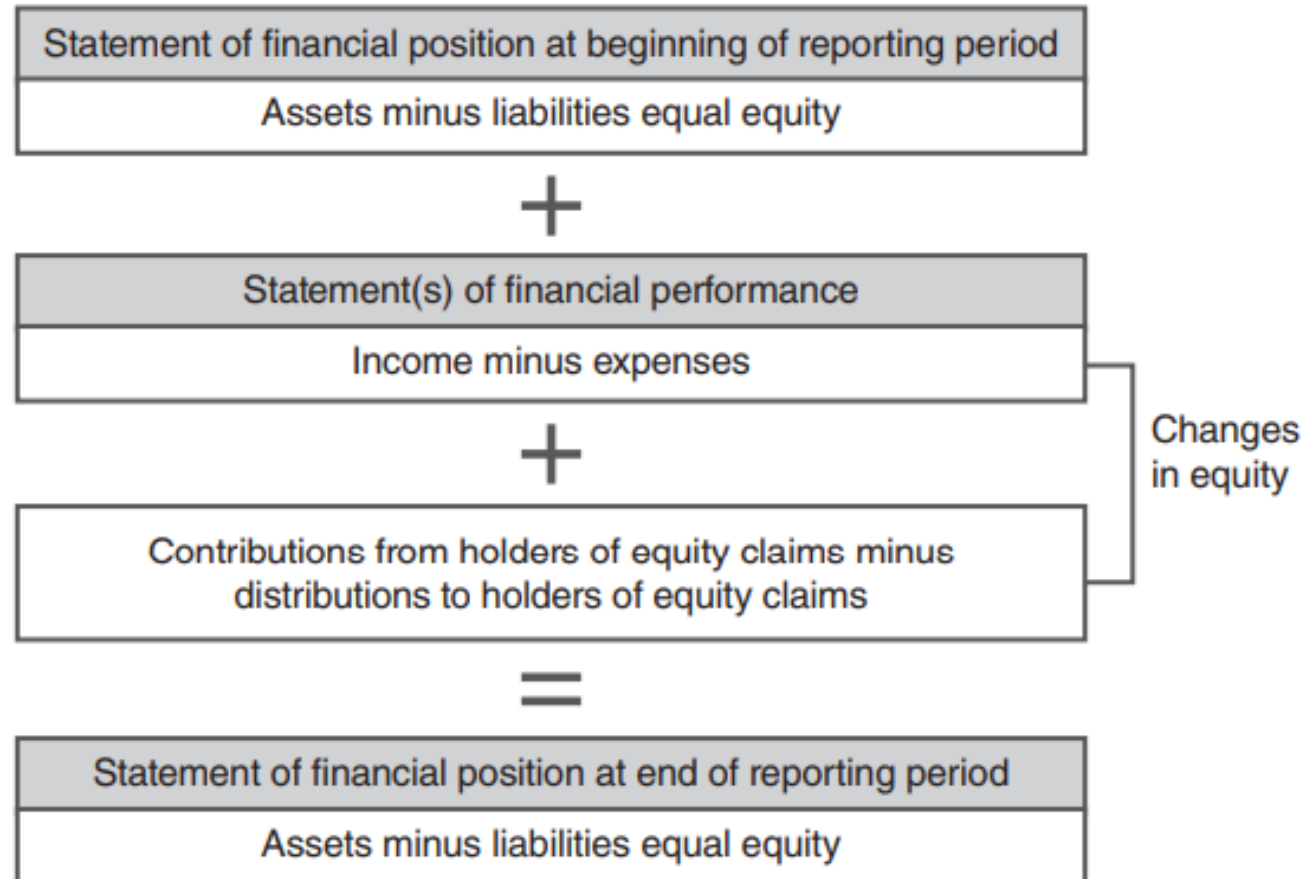 Statement of financial position at beginning of reporting period
Assets minus liabilities equal equity
+
Statement(s) of financial performance
Income minus expenses
+
Changes
in equity
Contributions from holders of equity claims minus
distributions to holders of equity claims
=
Statement of financial position at end of reporting period
Assets minus liabilities equal equity